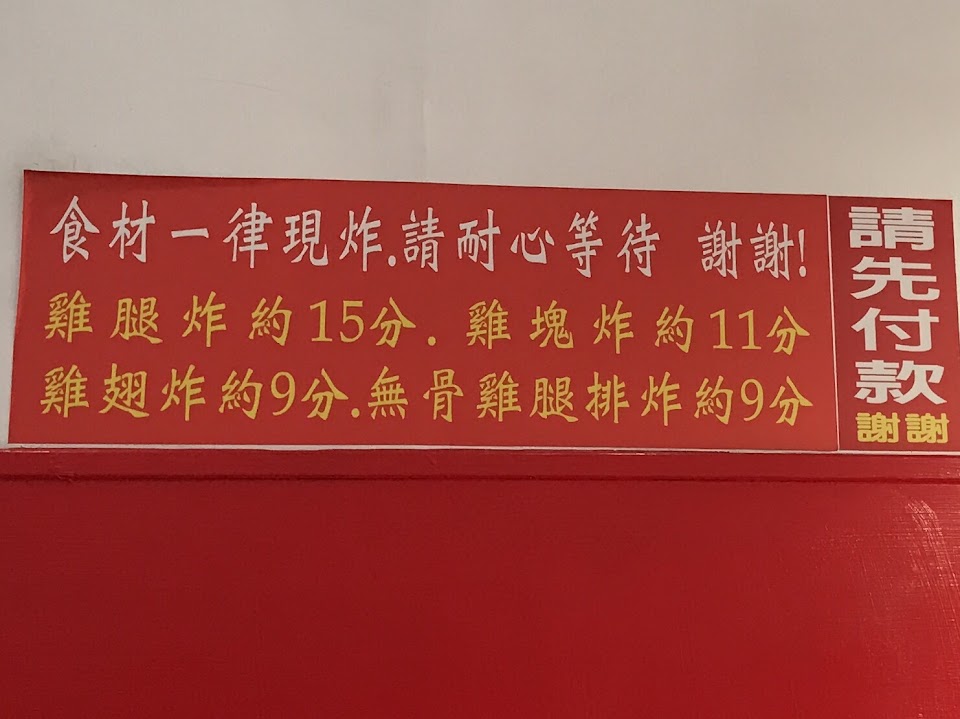 食材一律現炸.請耐心等待 謝謝!
雞腿炸約15分.雞塊炸約11分
雞翅炸約9分.無骨雞腿排炸約9分
請先付款
謝謝